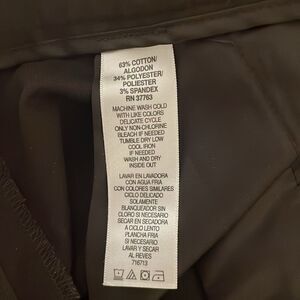 63% COTTON/
ALGODON
34% POLYESTER/
POLIESTER
3% SPANDEX
RN 37763
MACHINE WASH COLD
WITH LIKE COLORS
DELICATE CYCLE
ONLY NON-CHLORINE
BLEACH IF NEEDED
TUMBLE DRY LOW
COOL IRON
IF NEEDED
WASH AND DRY
INSIDE OUT
LAVAR EN LAVADORA
CON AGUA FRIA
CON COLORES SIMILARES
CICLO DELICADO
SOLAMENTE
BLANQUEADOR SIN
CLORO SI SE NECESARIO
SECAR EN SECADORA
A CICLO LENTO
PLANCHA FRIA
SI NECESARIO
LAVAR Y SECAR
AL REVES
716713